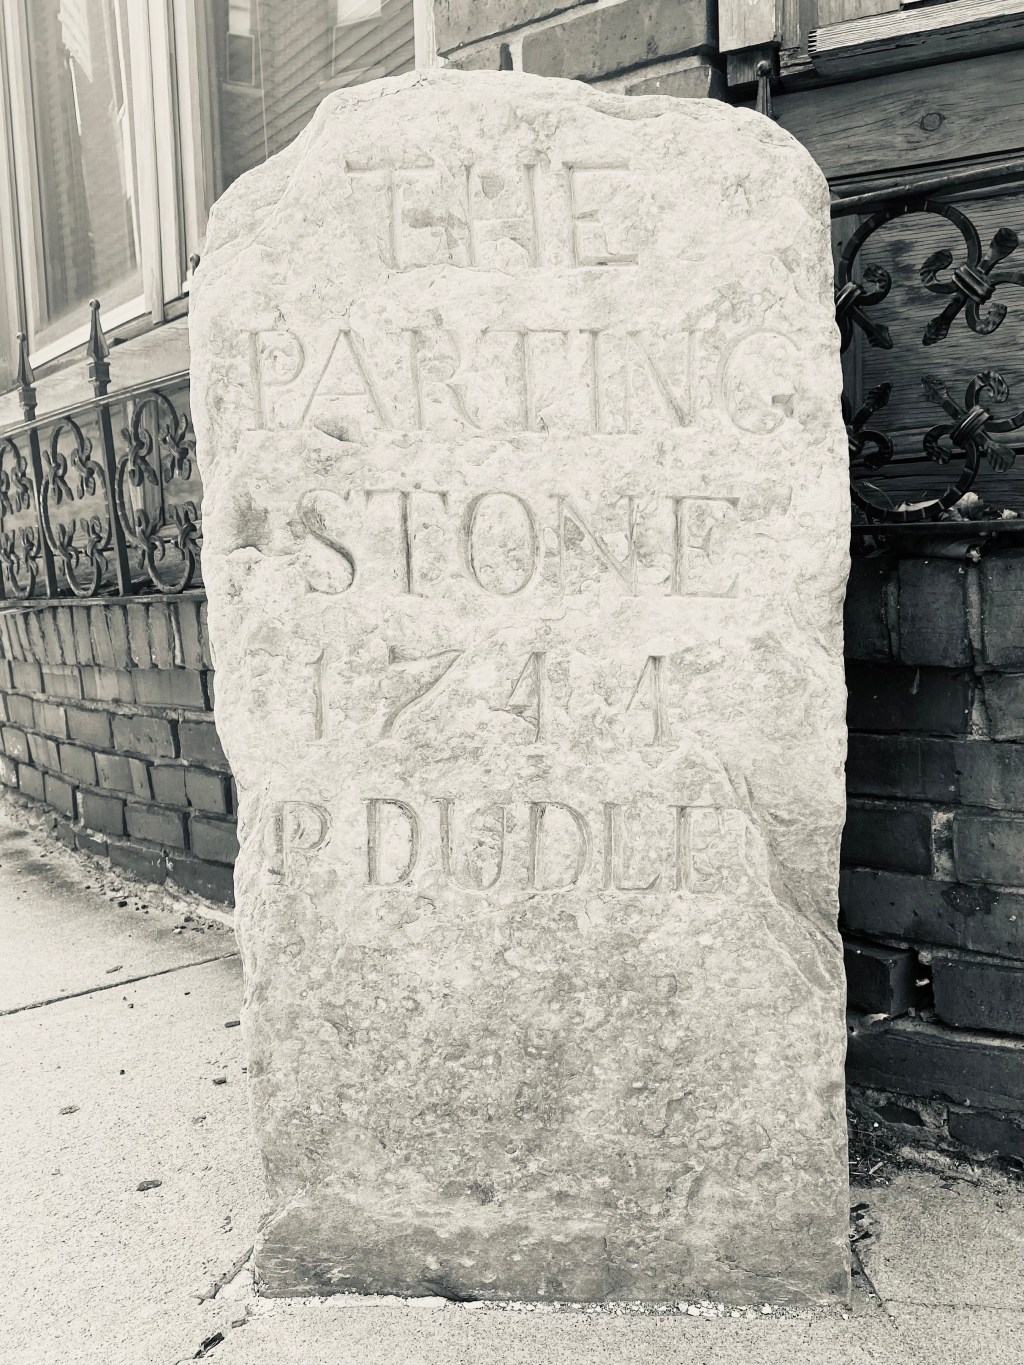 THE
PARTING
STONE
1744
P DUDLE